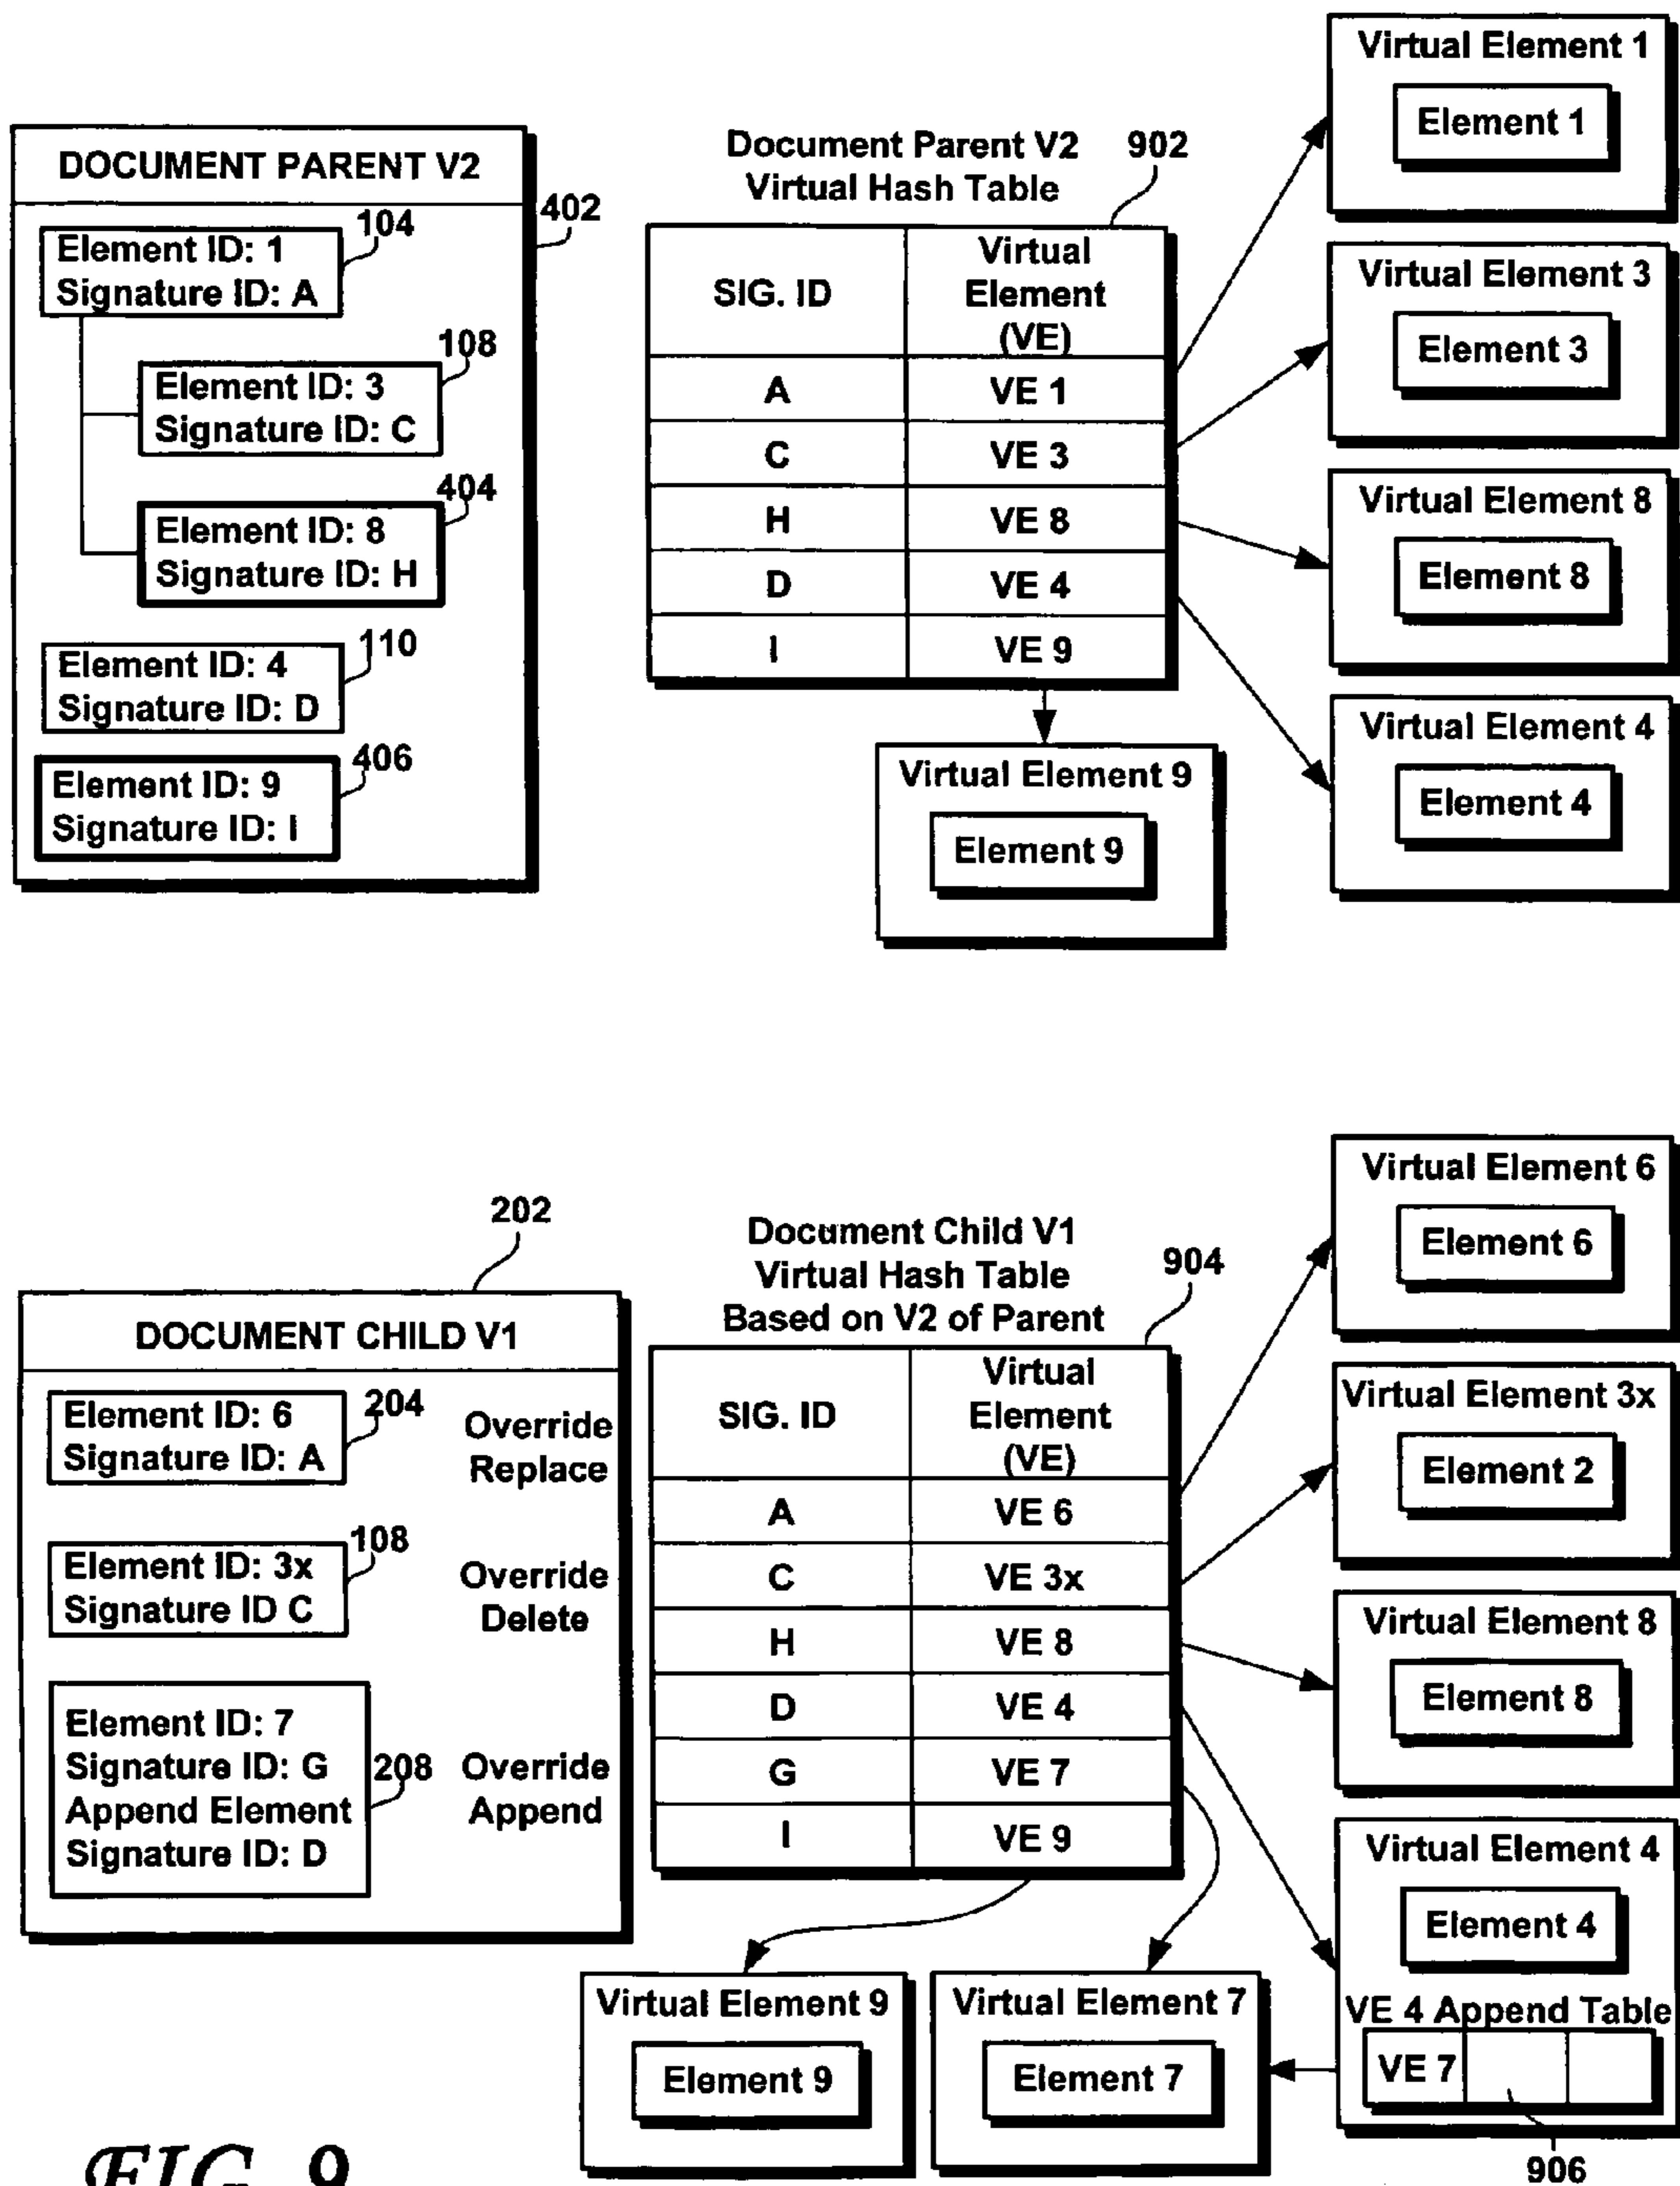 DOCUMENT PARENT V2
402
Element ID: 1
Signature ID: A
104
Element ID: 3
Signature ID: C
108
Element ID: 8
Signature ID: H
404
Element ID: 4
Signature ID: D
110
Element ID: 9
Signature ID: I
406
Document Parent V2
Virtual Hash Table
902
SIG. ID
Virtual
Element
(VE)
A
VE 1
C
VE 3
H
VE 8
D
VE 4
I
VE 9
Virtual Element 1
Element 1
Virtual Element 3
Element 3
Virtual Element 8
Element 8
Virtual Element 4
Element 4
Virtual Element 9
Element 9
202
DOCUMENT CHILD V1
Element ID: 6
Signature ID: A
204
Override
Replace
Element ID: 3x
Signature ID C
108
Override
Delete
Element ID: 7
Signature ID: G
Append Element
Signature ID: D
208
Override
Append
Document Child V1
Virtual Hash Table
Based on V2 of Parent
904
SIG. ID
Virtual
Element
(VE)
A
VE 6
C
VE 3x
H
VE 8
D
VE 4
G
VE 7
I
VE 9
Virtual Element 6
Element 6
Virtual Element 3x
Element 2
Virtual Element 8
Element 8
Virtual Element 4
Element 4
VE 4 Append Table
VE 7
906
Virtual Element 9
Element 9
Virtual Element 7
Element 7
FIG. 9